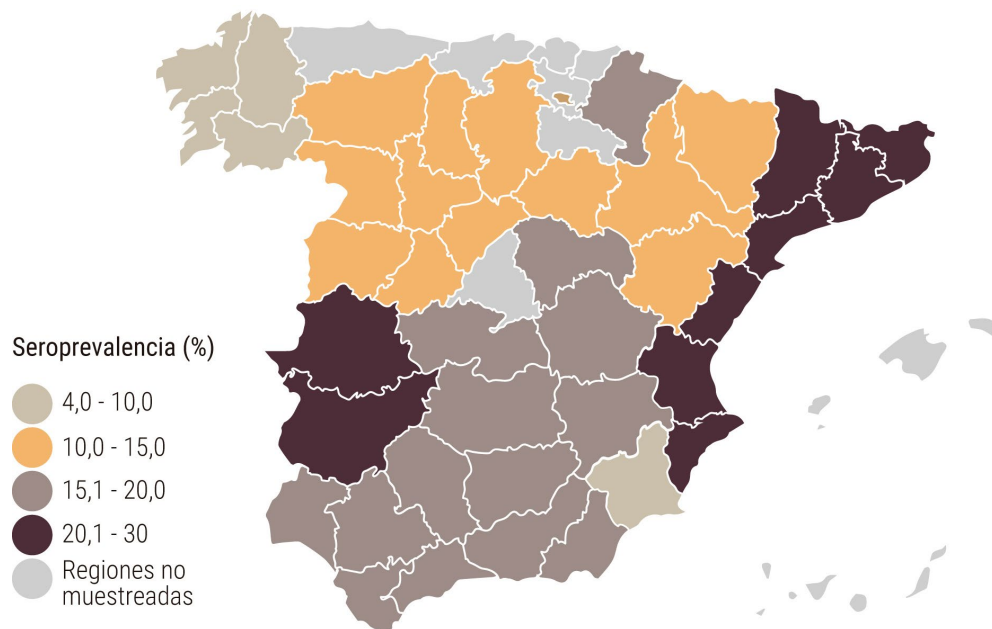 Seroprevalencia (%)
4,0 - 10,0
10,0 - 15,0
15,1 - 20,0
20,1 - 30
Regiones no
muestreadas